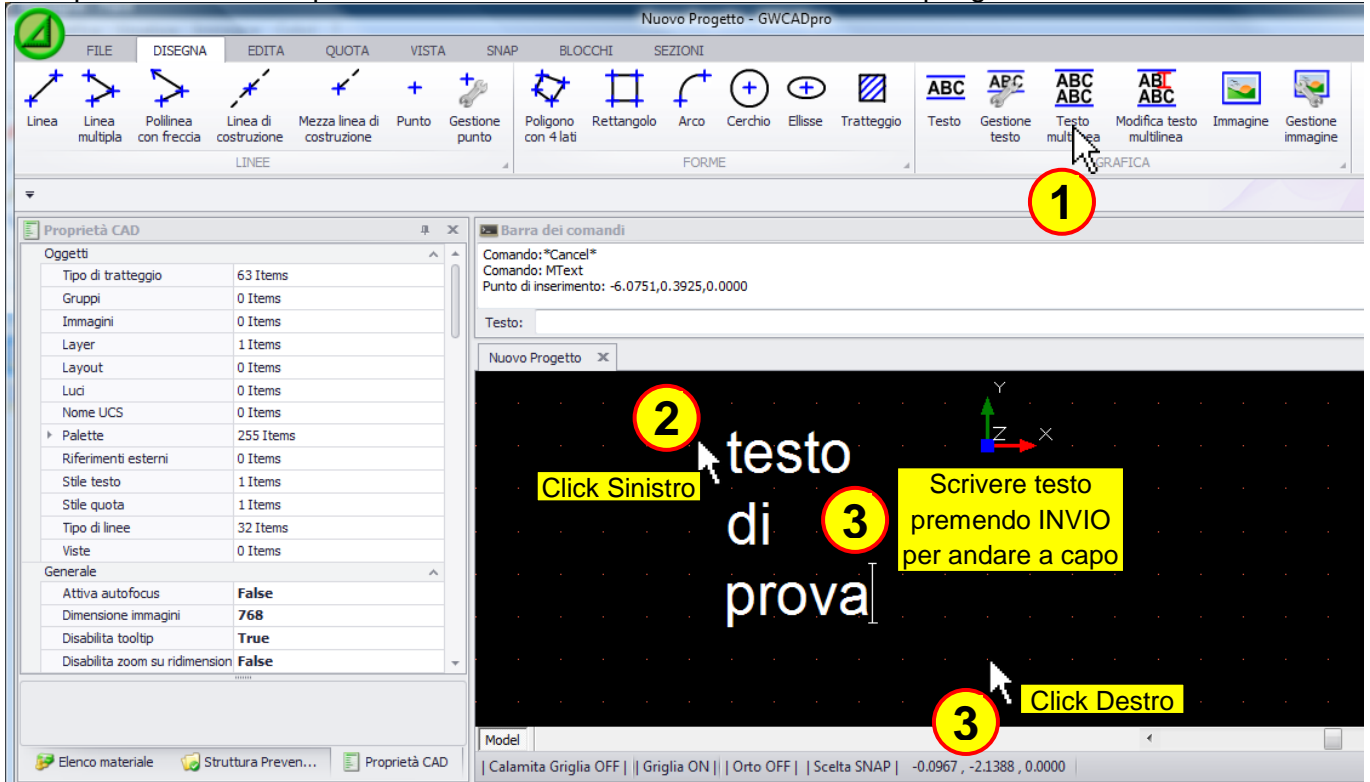 Nuovo Progetto - GWCADpro
FILE DISEGNA EDITA QUOTA VISTA SNAP BLOCCHI SEZIONI
Linea
Linea multipla
Polilinea con freccia
Linea di costruzione
Mezza linea di costruzione
Punto
Gestione punto
LINEE
Poligono con 4 lati
Rettangolo
Arco
Cerchio
Ellisse
Tratteggio
FORME
ABC
Testo
ABC
Gestione testo
ABC
ABC
Testo
ABI
ABC
Modifica testo multilinea
Immagine
Gestione immagine
1
Proprietà CAD
Oggetti
Tipo di tratteggio 63 Items
Gruppi 0 Items
Immagini 0 Items
Layer 1 Items
Layout 0 Items
Luci 0 Items
Nome UCS 0 Items
Palette 255 Items
Riferimenti esterni 0 Items
Stile testo 1 Items
Stile quota 1 Items
Tipo di linee 32 Items
Viste 0 Items
Generale
Attiva autofocus False
Dimensione immagini 768
Disabilita tooltip True
Disabilita zoom su ridimension False
Elenco materiale Struttura Preven... Proprietà CAD
Barra dei comandi
Comando:*Cancel*
Comando: MText
Punto di inserimento: -6.0751,0.3925,0.0000
Testo:
Nuovo Progetto
Y
Z X
2
Click Sinistro
testo
di
prova
3
Scrivere testo
premendo INVIO
per andare a capo
3
Click Destro
Model
| Calamita Griglia OFF | | Griglia ON | | Orto OFF | | Scelta SNAP | -0.0967 , -2.1388 , 0.0000